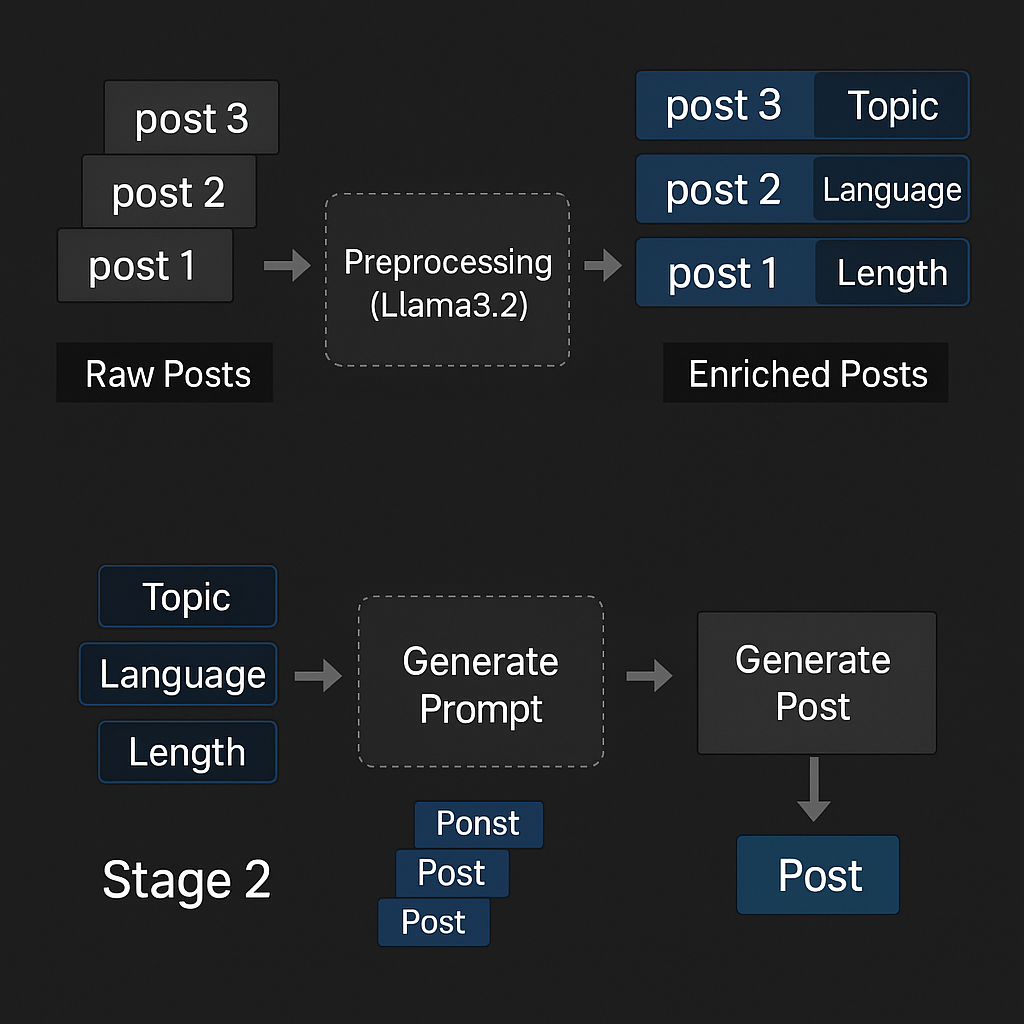 post 3
post 2
post 1
Raw Posts
Preprocessing
(Llama3.2)
post 3 Topic
post 2 Language
post 1 Length
Enriched Posts
Topic
Language
Length
Stage 2
Generate
Prompt
Ponst
Post
Post
Generate
Post
Post